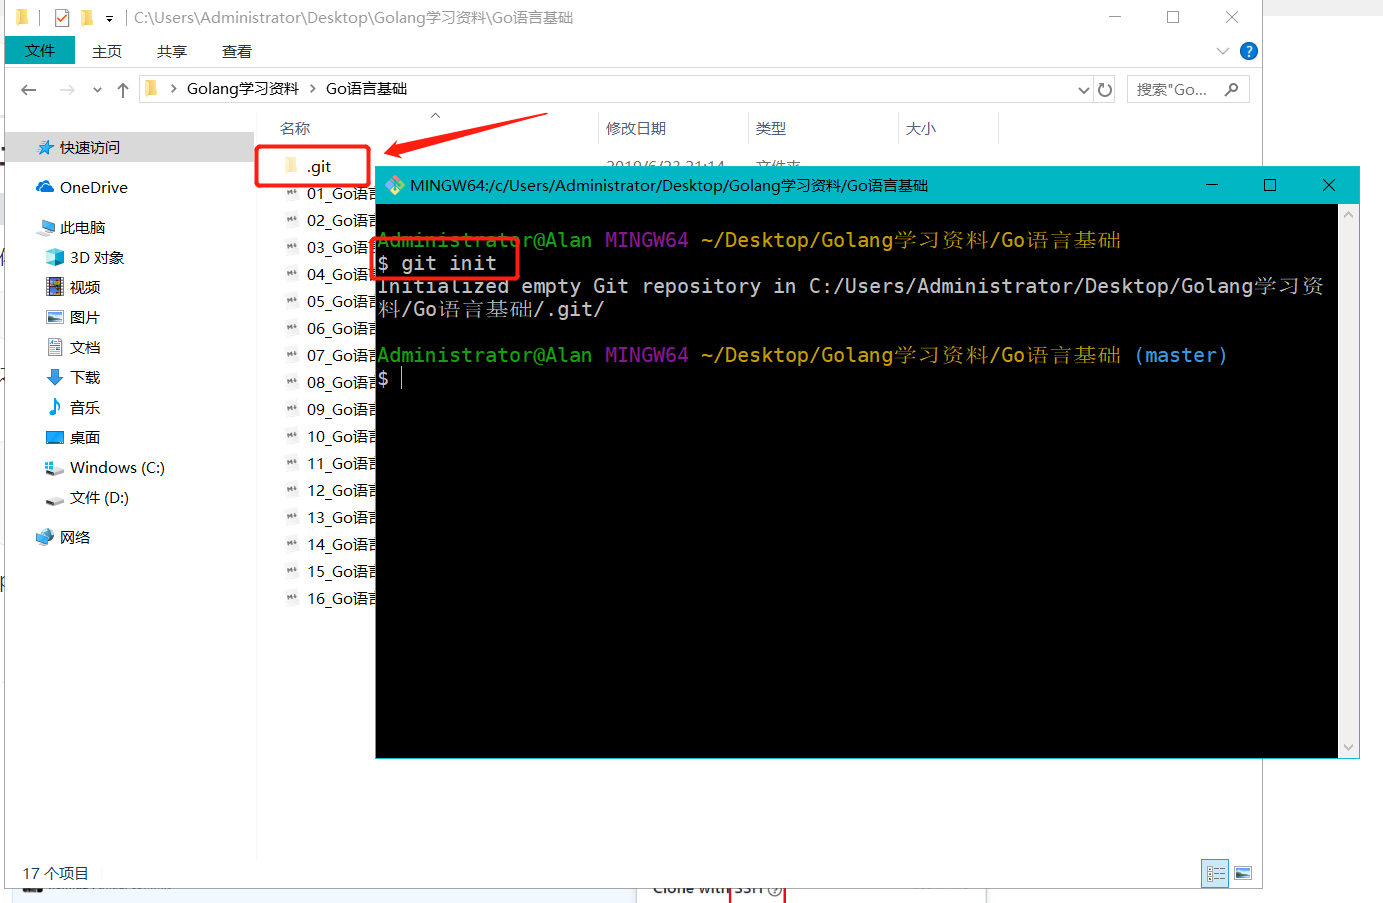 C:\Users\Administrator\Desktop\Golang学习资料\Go语言基础
文件 主页 共享 查看
Golang学习资料 › Go语言基础
搜索"Go...
名称 修改日期 类型 大小
快速访问
OneDrive
此电脑
3D 对象
视频
图片
文档
下载
音乐
桌面
Windows (C:)
文件 (D:)
网络
.git 2019/6/23 21:14 文件夹
01_Go语言
02_Go语言
03_Go语言
04_Go语言
05_Go语言
06_Go语言
07_Go语言
08_Go语言
09_Go语言
10_Go语言
11_Go语言
12_Go语言
13_Go语言
14_Go语言
15_Go语言
16_Go语言
MINGW64:/c/Users/Administrator/Desktop/Golang学习资料/Go语言基础
Administrator@Alan MINGW64 ~/Desktop/Golang学习资料/Go语言基础
$ git init
Initialized empty Git repository in C:/Users/Administrator/Desktop/Golang学习资
料/Go语言基础/.git/
Administrator@Alan MINGW64 ~/Desktop/Golang学习资料/Go语言基础 (master)
$
17 个项目
Clone with SSH